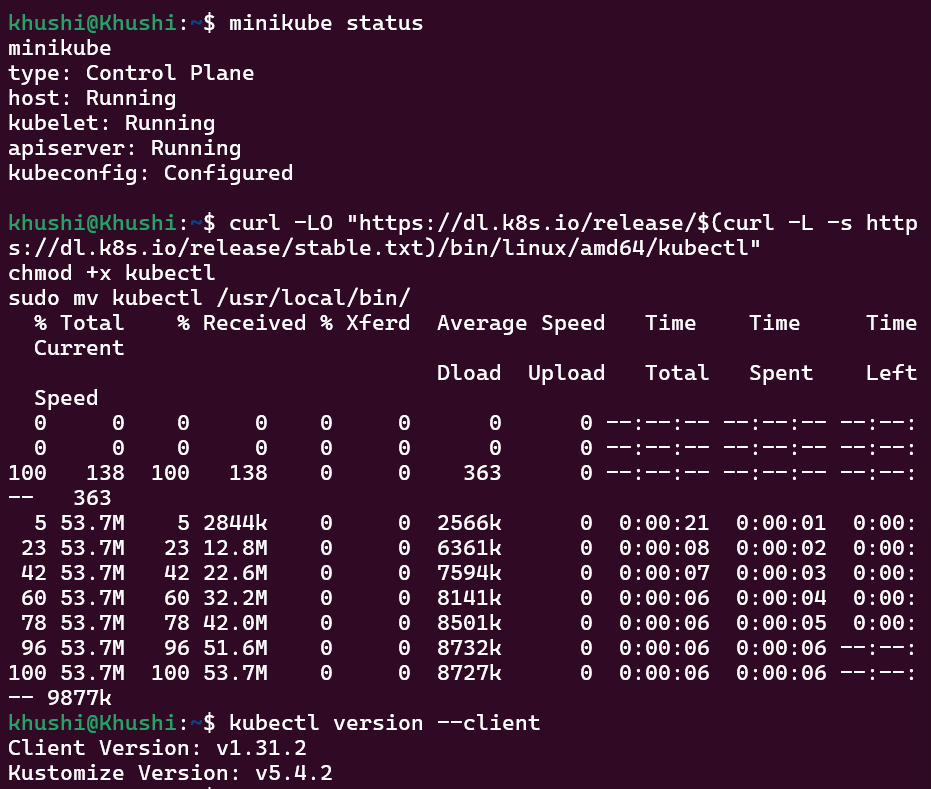 khushi@Khushi:~$ minikube status
minikube
type: Control Plane
host: Running
kubelet: Running
apiserver: Running
kubeconfig: Configured
khushi@Khushi:~$ curl -LO "https://dl.k8s.io/release/$(curl -L -s http
s://dl.k8s.io/release/stable.txt)/bin/linux/amd64/kubectl"
chmod +x kubectl
sudo mv kubectl /usr/local/bin/
  % Total    % Received % Xferd  Average Speed   Time    Time     Time
  Current
                                 Dload  Upload   Total   Spent    Left
  Speed
  0     0    0     0    0     0      0      0 --:--:-- --:--:-- --:--:
  0     0    0     0    0     0      0      0 --:--:-- --:--:-- --:--:
100   138  100   138    0     0    363      0 --:--:-- --:--:-- --:--:
--   363
  5 53.7M    5 2844k    0     0  2566k      0  0:00:21  0:00:01  0:00:
 23 53.7M   23 12.8M    0     0  6361k      0  0:00:08  0:00:02  0:00:
 42 53.7M   42 22.6M    0     0  7594k      0  0:00:07  0:00:03  0:00:
 60 53.7M   60 32.2M    0     0  8141k      0  0:00:06  0:00:04  0:00:
 78 53.7M   78 42.0M    0     0  8501k      0  0:00:06  0:00:05  0:00:
 96 53.7M   96 51.6M    0     0  8732k      0  0:00:06  0:00:06 --:--:
100 53.7M  100 53.7M    0     0  8727k      0  0:00:06  0:00:06 --:--:
-- 9877k
khushi@Khushi:~$ kubectl version --client
Client Version: v1.31.2
Kustomize Version: v5.4.2